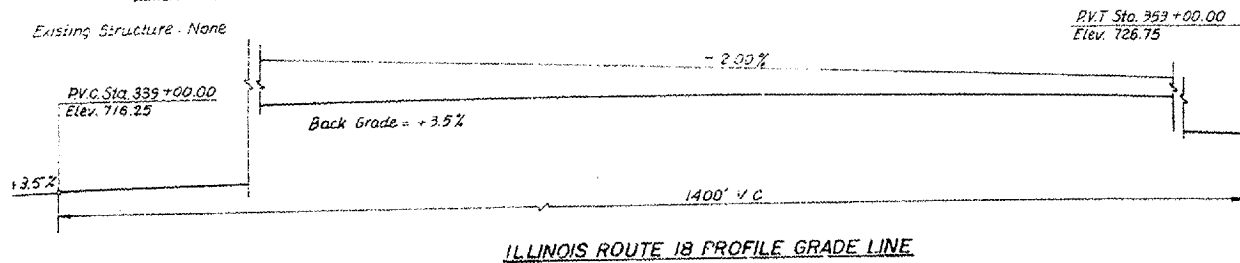 Existing Structure - None
P.V.T Sta. 353 +00.00
Elev. 726.75
- 2.00%
P.V.C. Sta. 339 +00.00
Elev. 716.25
Back Grade = +3.5%
+3.5%
1400' V C
ILLINOIS ROUTE 18 PROFILE GRADE LINE